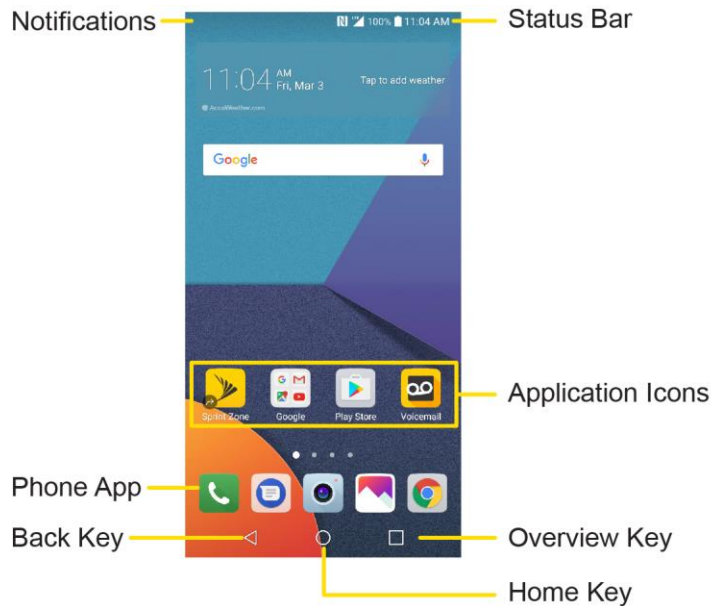 Notifications
100% 11:04 AM
Status Bar
11:04 AM
Fri, Mar 3
Tap to add weather
AccuWeather.com
Google
Sprint Zone
Google
Play Store
Voicemail
Application Icons
Phone App
Back Key
Overview Key
Home Key